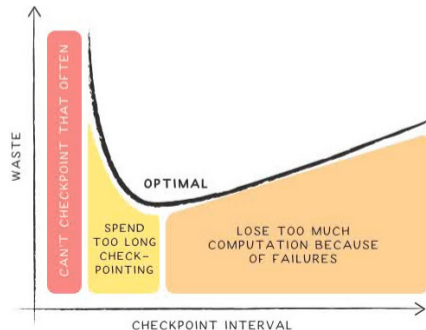 WASTE
CAN'T CHECKPOINT THAT OFTEN
OPTIMAL
SPEND
TOO LONG
CHECK-
POINTING
LOSE TOO MUCH
COMPUTATION BECAUSE
OF FAILURES
CHECKPOINT INTERVAL